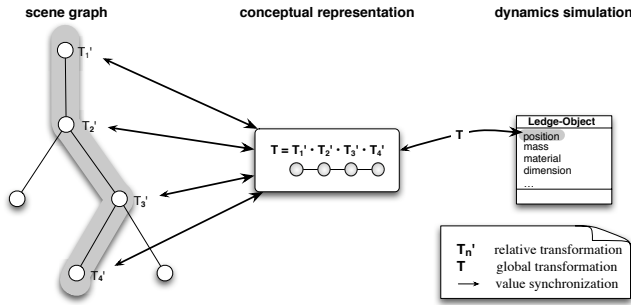 scene graph
conceptual representation
dynamics simulation
T₁'
T₂'
T₃'
T₄'
T = T₁' · T₂' · T₃' · T₄'
T
Ledge-Object
position
mass
material
dimension
...
Tₙ' relative transformation
T global transformation
→ value synchronization